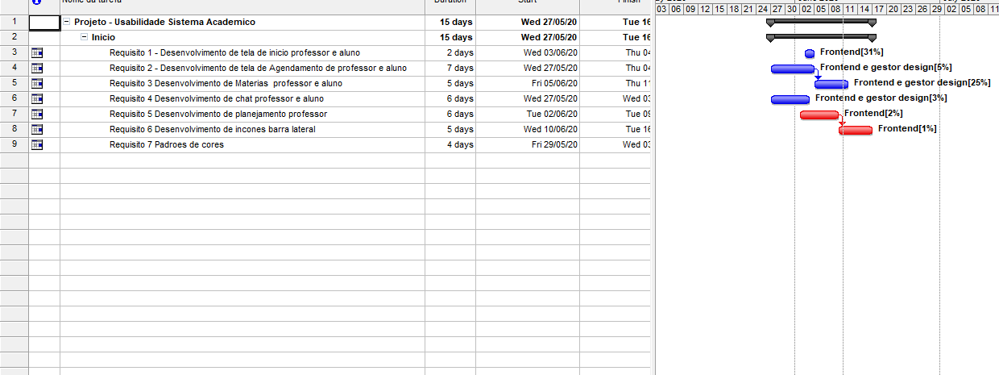 Nome da tarefa Duration Start Finish
03 06 09 12 15 18 21 24 27 30 02 05 08 11 14 17 20 23 26 29 02 05 08 11
1 Projeto - Usabilidade Sistema Academico 15 days Wed 27/05/20 Tue 16
2 Inicio 15 days Wed 27/05/20 Tue 16
3 Requisito 1 - Desenvolvimento de tela de inicio professor e aluno 2 days Wed 03/06/20 Thu 04 Frontend[31%]
4 Requisito 2 - Desenvolvimento de tela de Agendamento de professor e aluno 7 days Wed 27/05/20 Thu 04 Frontend e gestor design[5%]
5 Requisito 3 Desenvolvimento de Materias professor e aluno 5 days Fri 05/06/20 Thu 11 Frontend e gestor design[25%]
6 Requisito 4 Desenvolvimento de chat professor e aluno 6 days Wed 27/05/20 Wed 03 Frontend e gestor design[3%]
7 Requisito 5 Desenvolvimento de planejamento professor 6 days Tue 02/06/20 Tue 09 Frontend[2%]
8 Requisito 6 Desenvolvimento de incones barra lateral 5 days Wed 10/06/20 Tue 16 Frontend[1%]
9 Requisito 7 Padroes de cores 4 days Fri 29/05/20 Wed 03